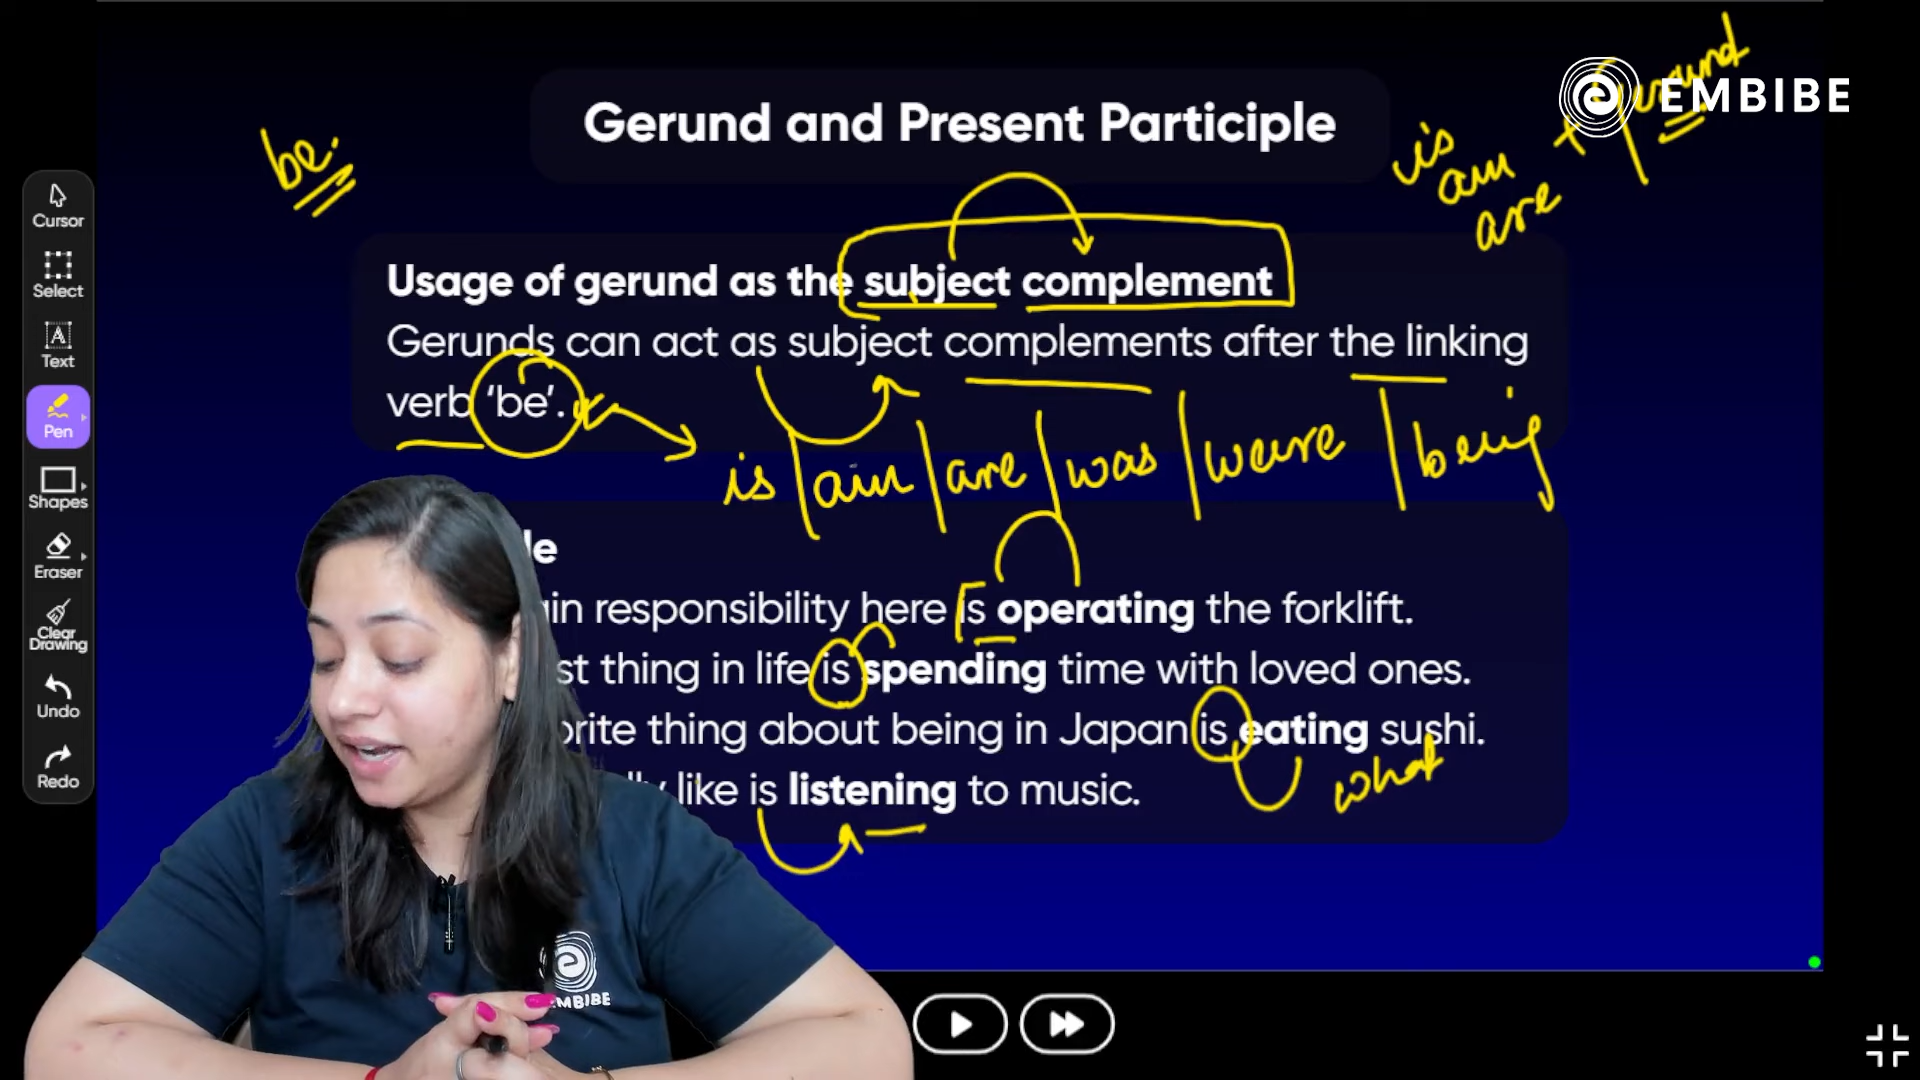 EMBIBE
Gerund and Present Participle
be.
is
am
are
+ gerund
Usage of gerund as the subject complement
Gerunds can act as subject complements after the linking
verb 'be'.
is | am | are | was | were | being
le
in responsibility here is operating the forklift.
st thing in life is spending time with loved ones.
orite thing about being in Japan is eating sushi.
lly like is listening to music.
what
Cursor
Select
A
Text
Pen
Shapes
Eraser
Clear
Drawing
Undo
Redo
EMBIBE